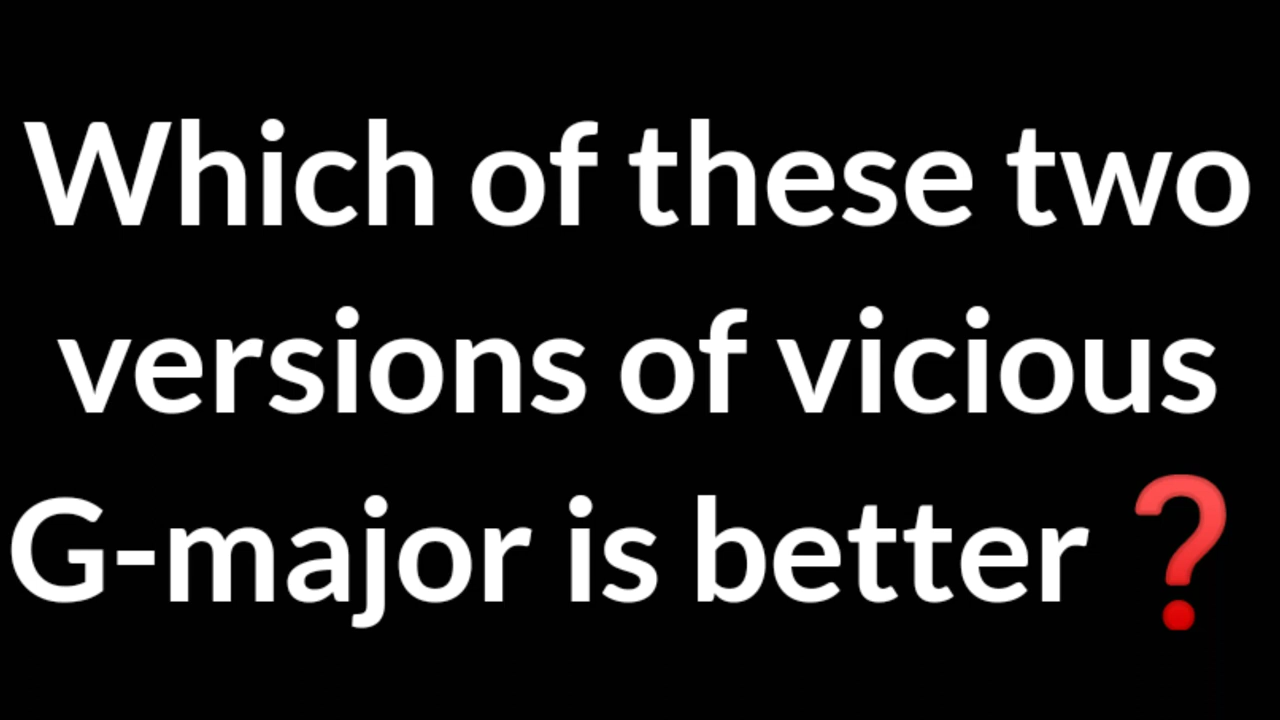 Which of these two
versions of vicious
G-major is better ❓